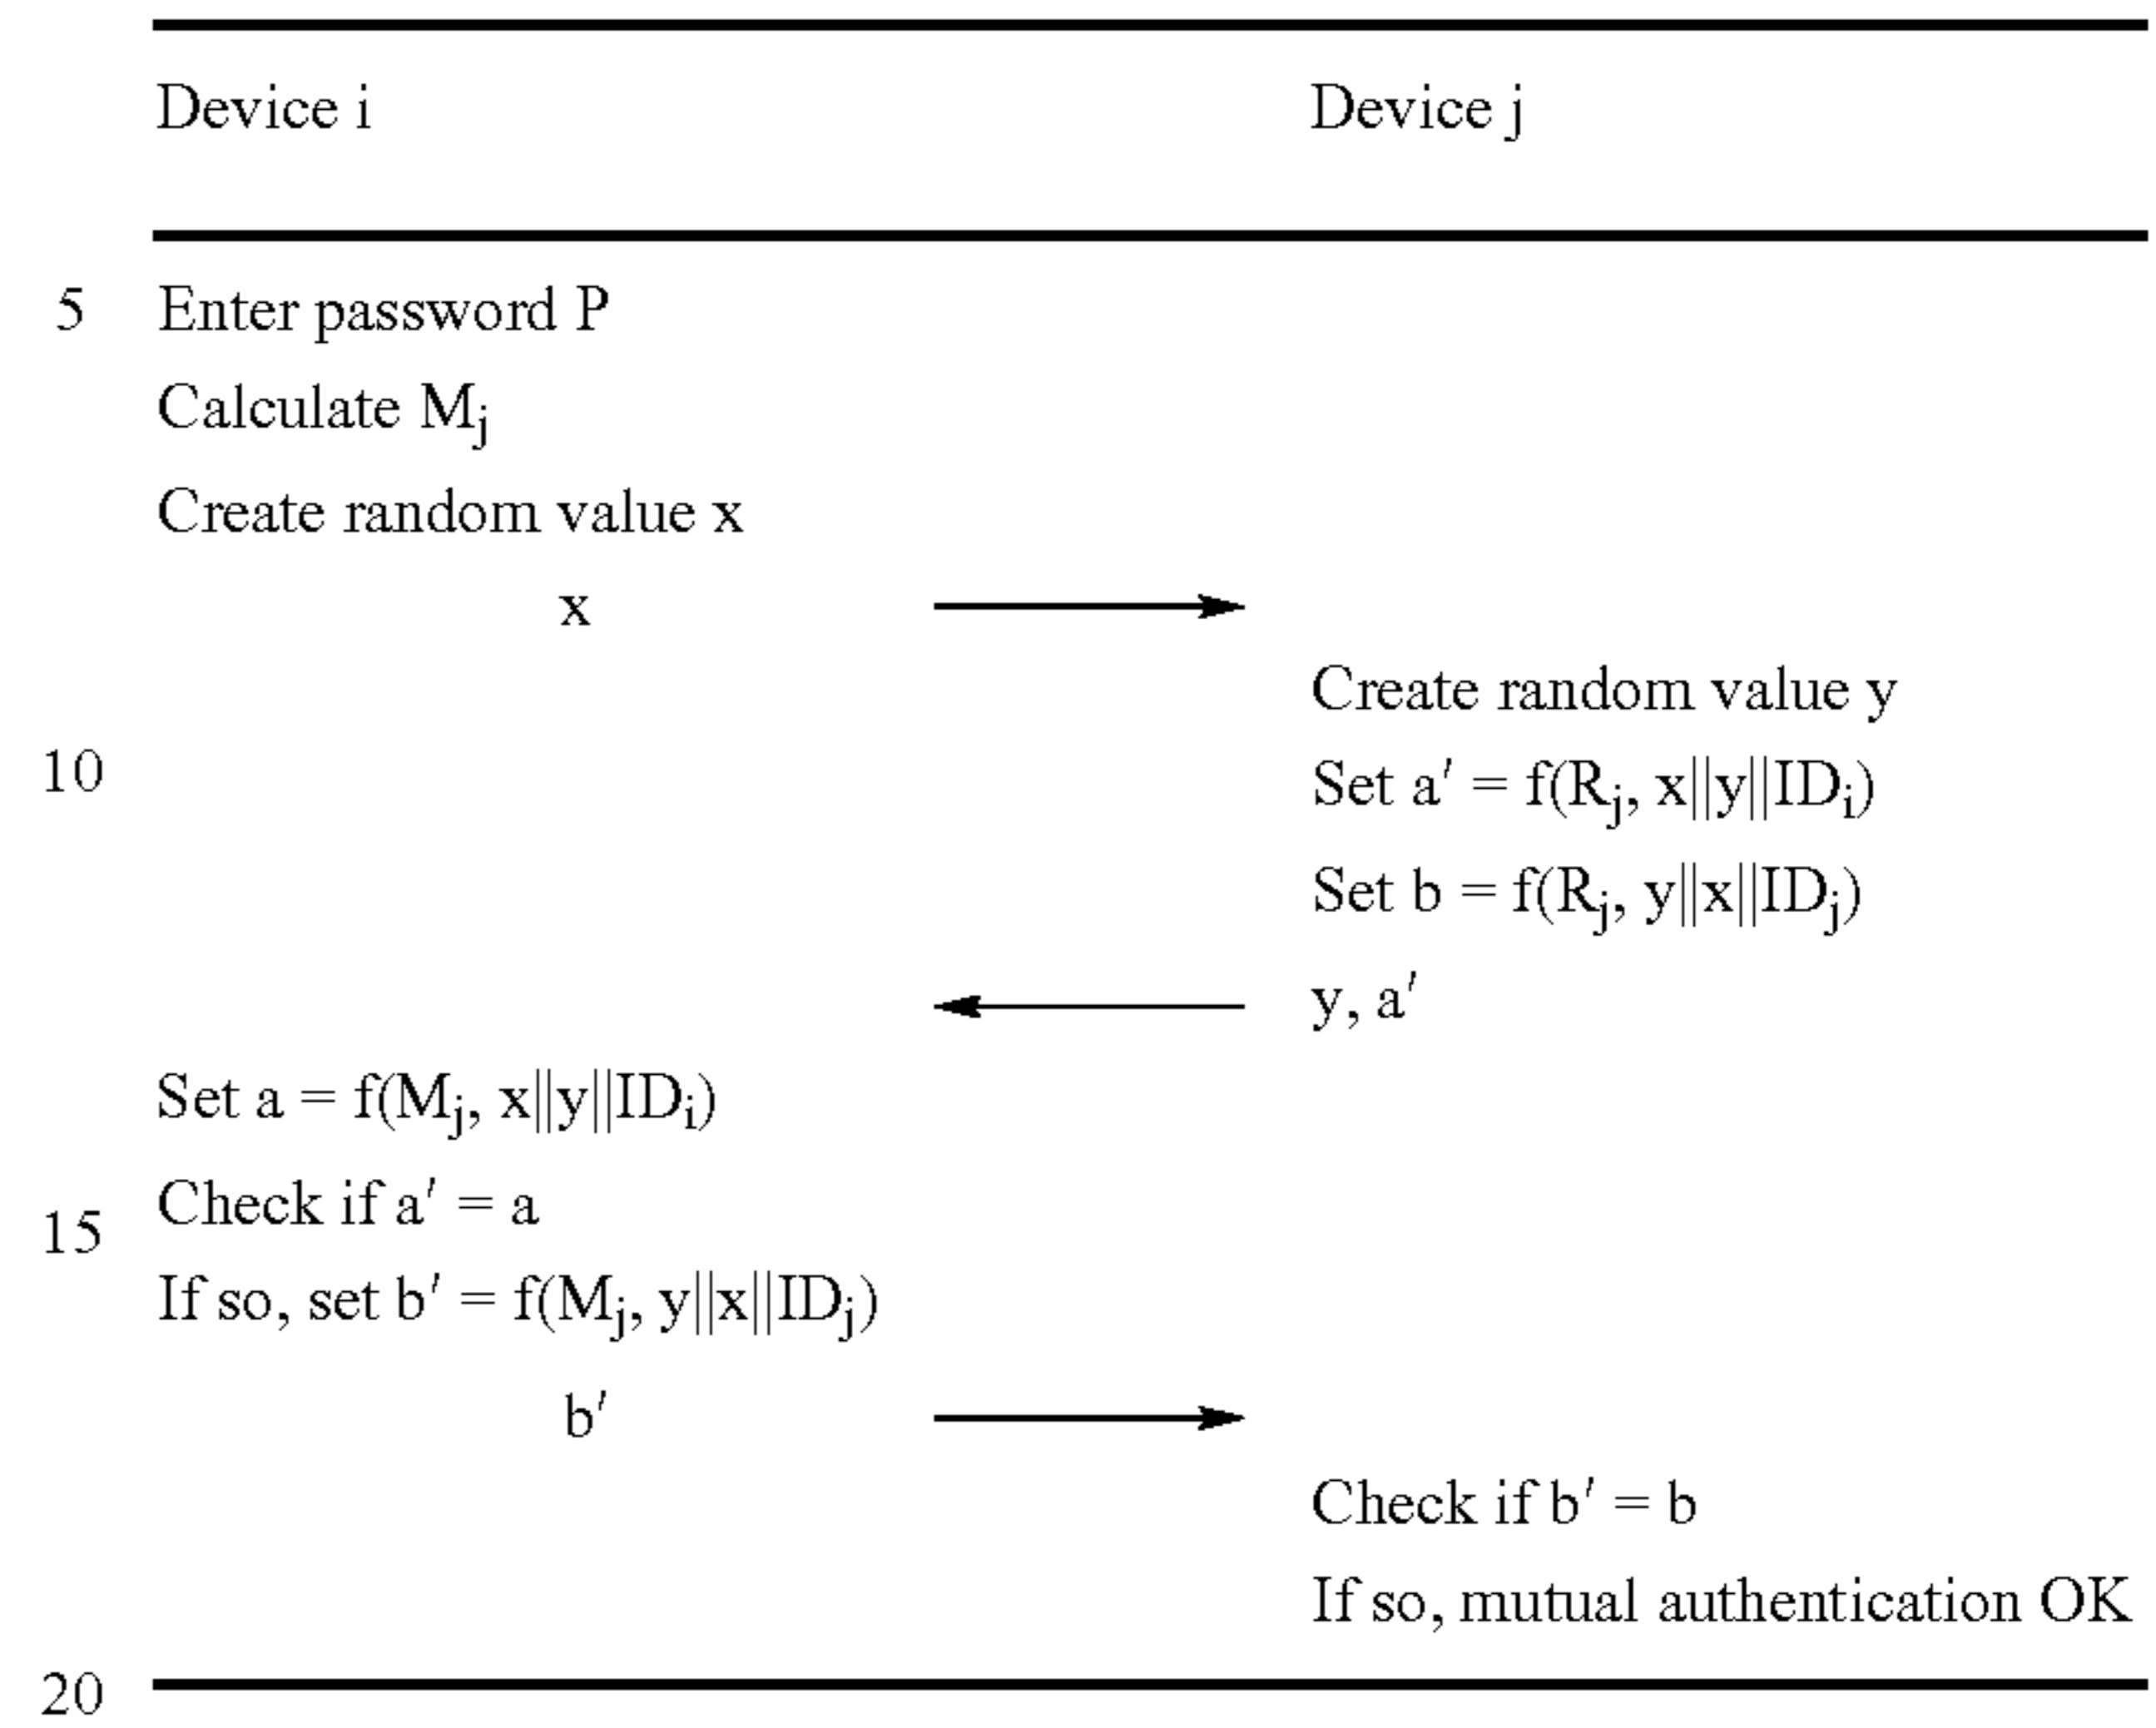 Device i Device j
5 Enter password P
Calculate Mj
Create random value x
x
Create random value y
10 Set a′ = f(Rj, x||y||IDi)
Set b = f(Rj, y||x||IDj)
y, a′
Set a = f(Mj, x||y||IDi)
15 Check if a′ = a
If so, set b′ = f(Mj, y||x||IDj)
b′
Check if b′ = b
If so, mutual authentication OK
20